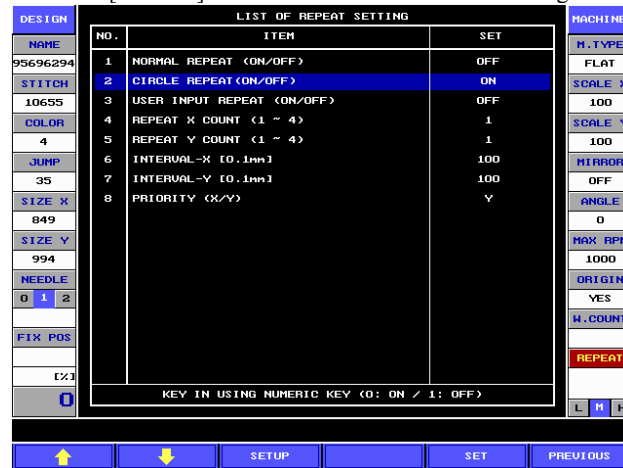 DESIGN
NAME
95696294
STITCH
10655
COLOR
4
JUMP
35
SIZE X
849
SIZE Y
994
NEEDLE
0 1 2
FIX POS
[%]
0
LIST OF REPEAT SETTING
NO. ITEM SET
1 NORMAL REPEAT (ON/OFF) OFF
2 CIRCLE REPEAT(ON/OFF) ON
3 USER INPUT REPEAT (ON/OFF) OFF
4 REPEAT X COUNT (1 ~ 4) 1
5 REPEAT Y COUNT (1 ~ 4) 1
6 INTERVAL-X [0.1mm] 100
7 INTERVAL-Y [0.1mm] 100
8 PRIORITY (X/Y) Y
KEY IN USING NUMERIC KEY (0: ON / 1: OFF)
MACHINE
M.TYPE
FLAT
SCALE X
100
SCALE Y
100
MIRROR
OFF
ANGLE
0
MAX RPM
1000
ORIGIN
YES
W.COUNT
REPEAT
L M H
SETUP SET PREVIOUS